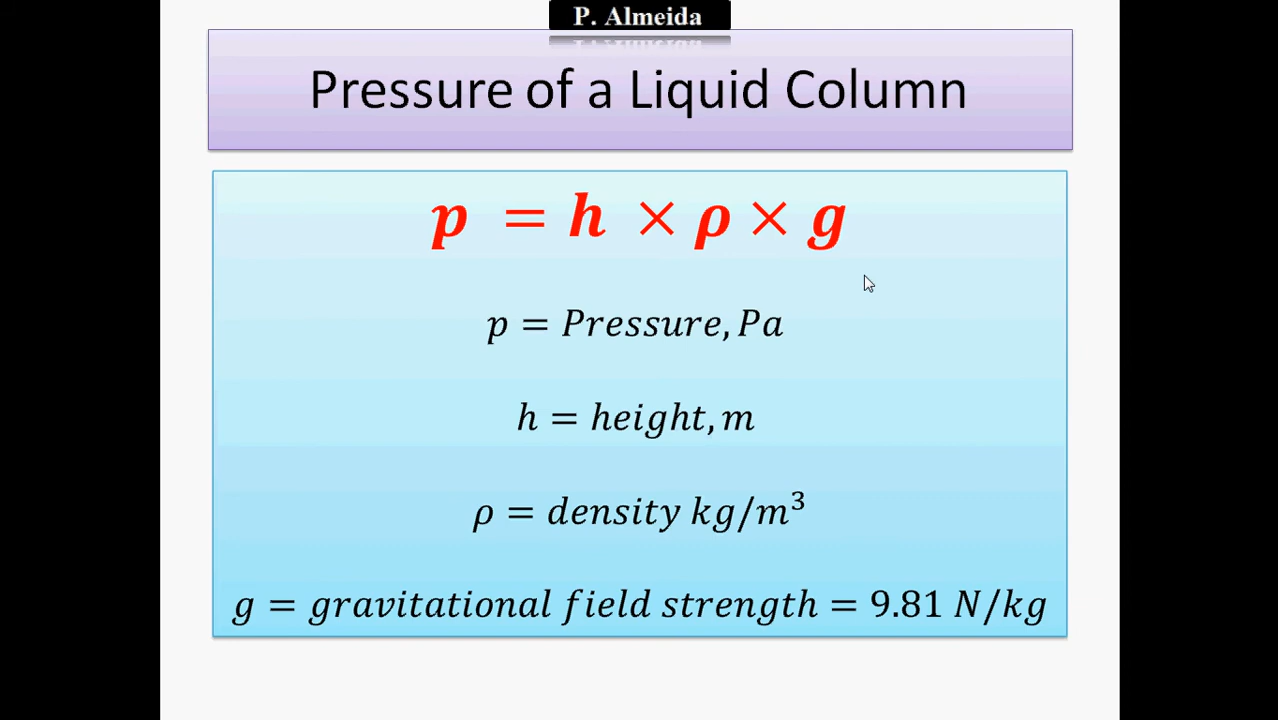 P. Almeida
Pressure of a Liquid Column
p = h × ρ × g
p = Pressure, Pa
h = height, m
ρ = density kg/m³
g = gravitational field strength = 9.81 N/kg